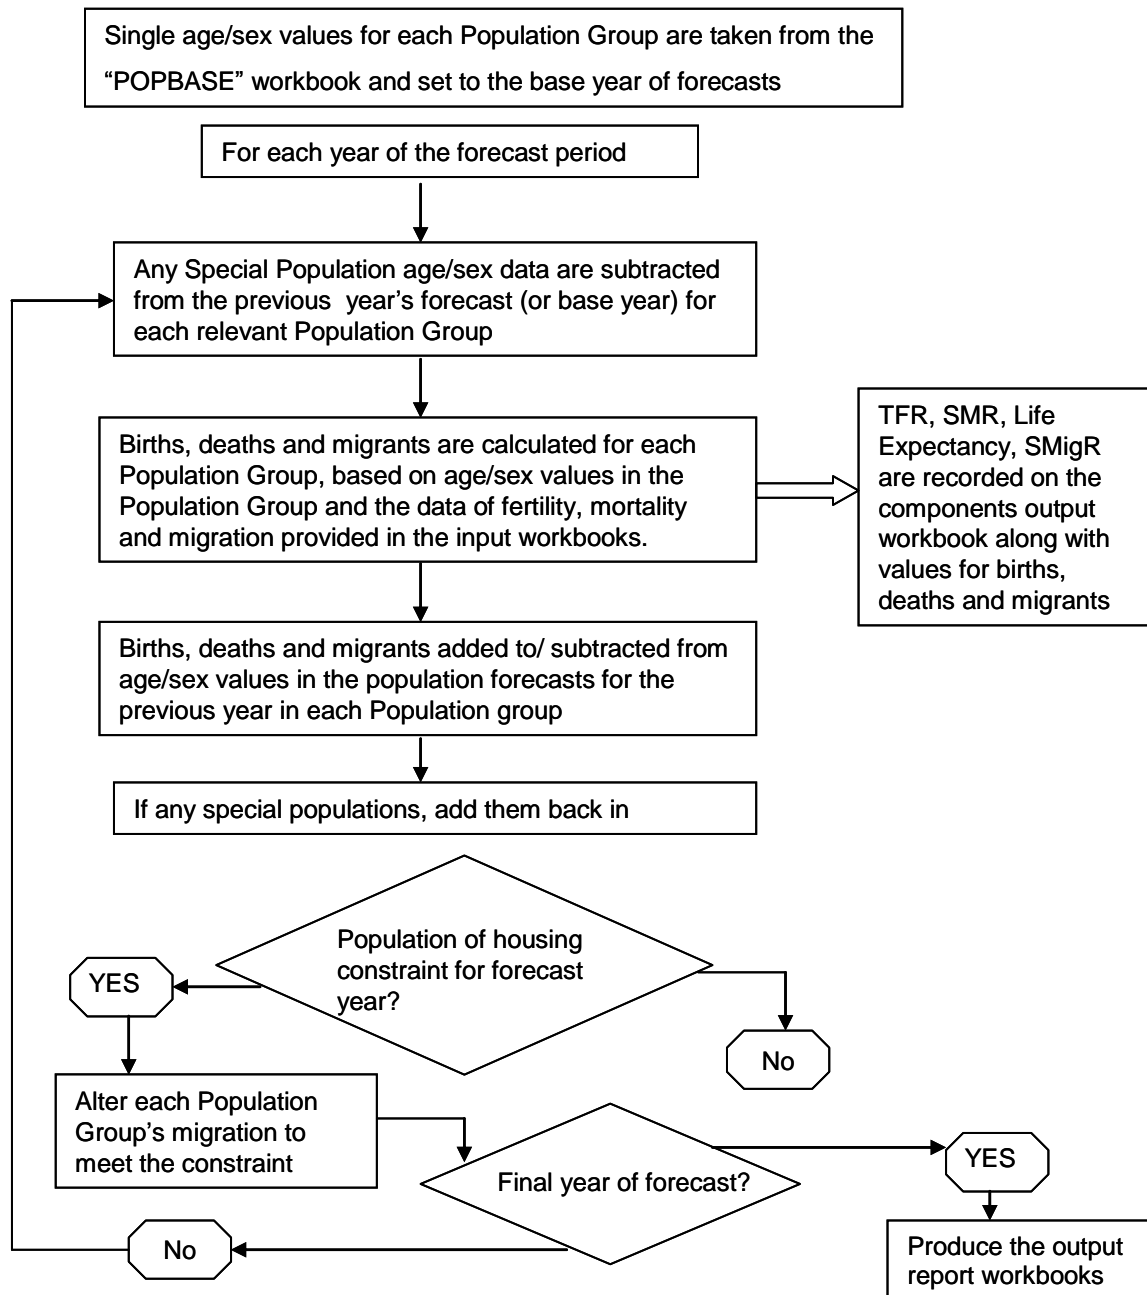 Single age/sex values for each Population Group are taken from the
“POPBASE” workbook and set to the base year of forecasts
For each year of the forecast period
Any Special Population age/sex data are subtracted
from the previous year’s forecast (or base year) for
each relevant Population Group
Births, deaths and migrants are calculated for each
Population Group, based on age/sex values in the
Population Group and the data of fertility, mortality
and migration provided in the input workbooks.
TFR, SMR, Life
Expectancy, SMigR
are recorded on the
components output
workbook along with
values for births,
deaths and migrants
Births, deaths and migrants added to/ subtracted from
age/sex values in the population forecasts for the
previous year in each Population group
If any special populations, add them back in
Population of housing
constraint for forecast
year?
YES
No
Alter each Population
Group’s migration to
meet the constraint
Final year of forecast?
YES
No
Produce the output
report workbooks